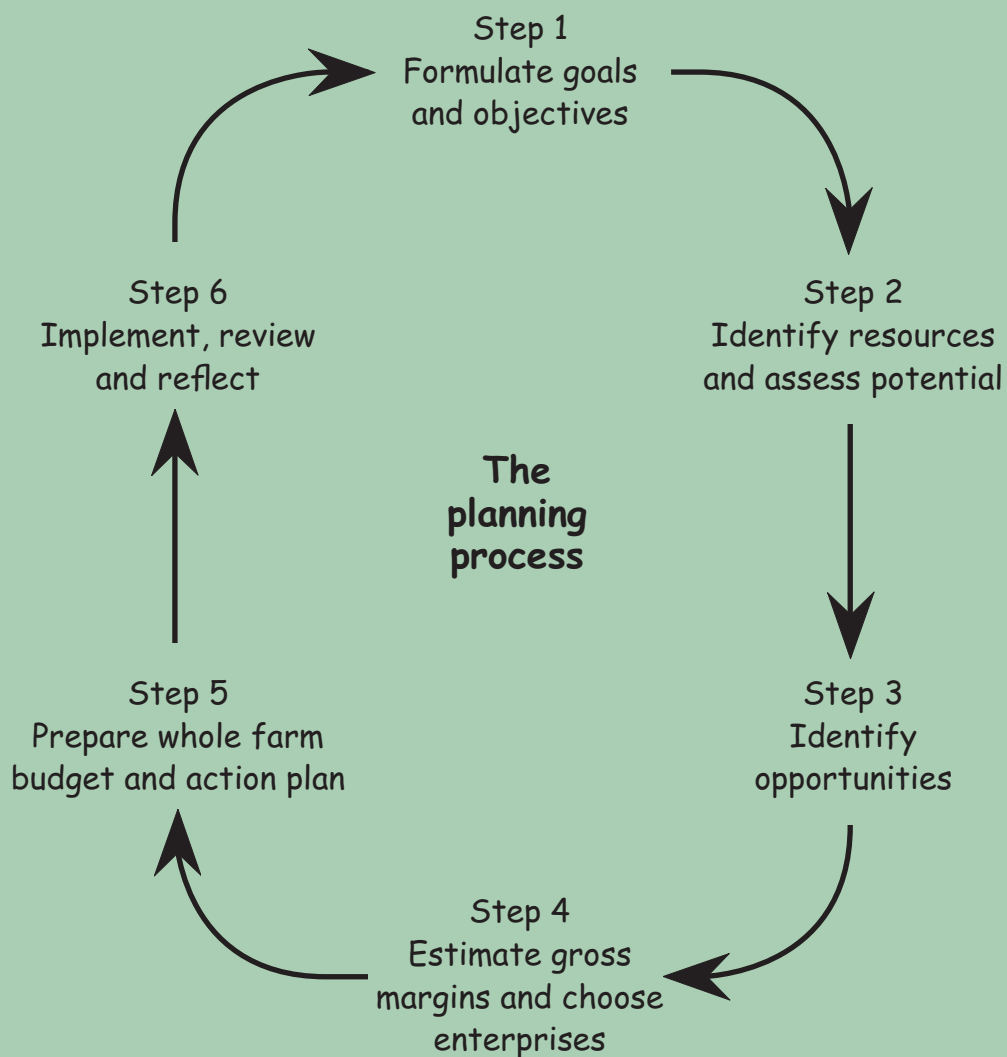 Step 1
Formulate goals
and objectives
Step 2
Identify resources
and assess potential
Step 3
Identify
opportunities
Step 4
Estimate gross
margins and choose
enterprises
Step 5
Prepare whole farm
budget and action plan
Step 6
Implement, review
and reflect
The
planning
process